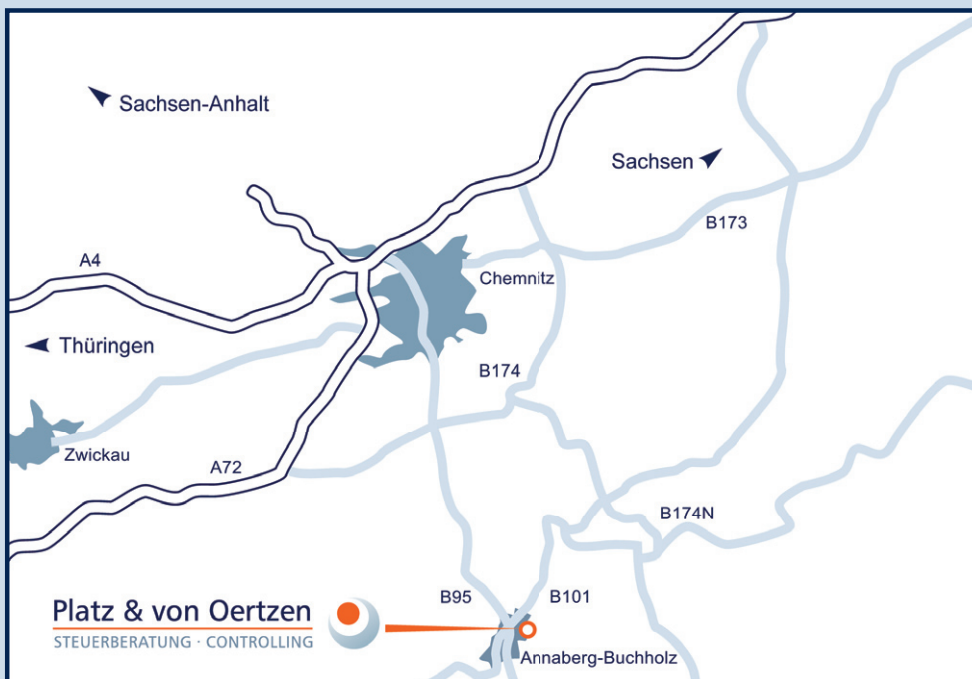 Sachsen-Anhalt
Sachsen
B173
A4
Chemnitz
Thüringen
B174
Zwickau
A72
B174N
B95
B101
Platz & von Oertzen
STEUERBERATUNG · CONTROLLING
Annaberg-Buchholz